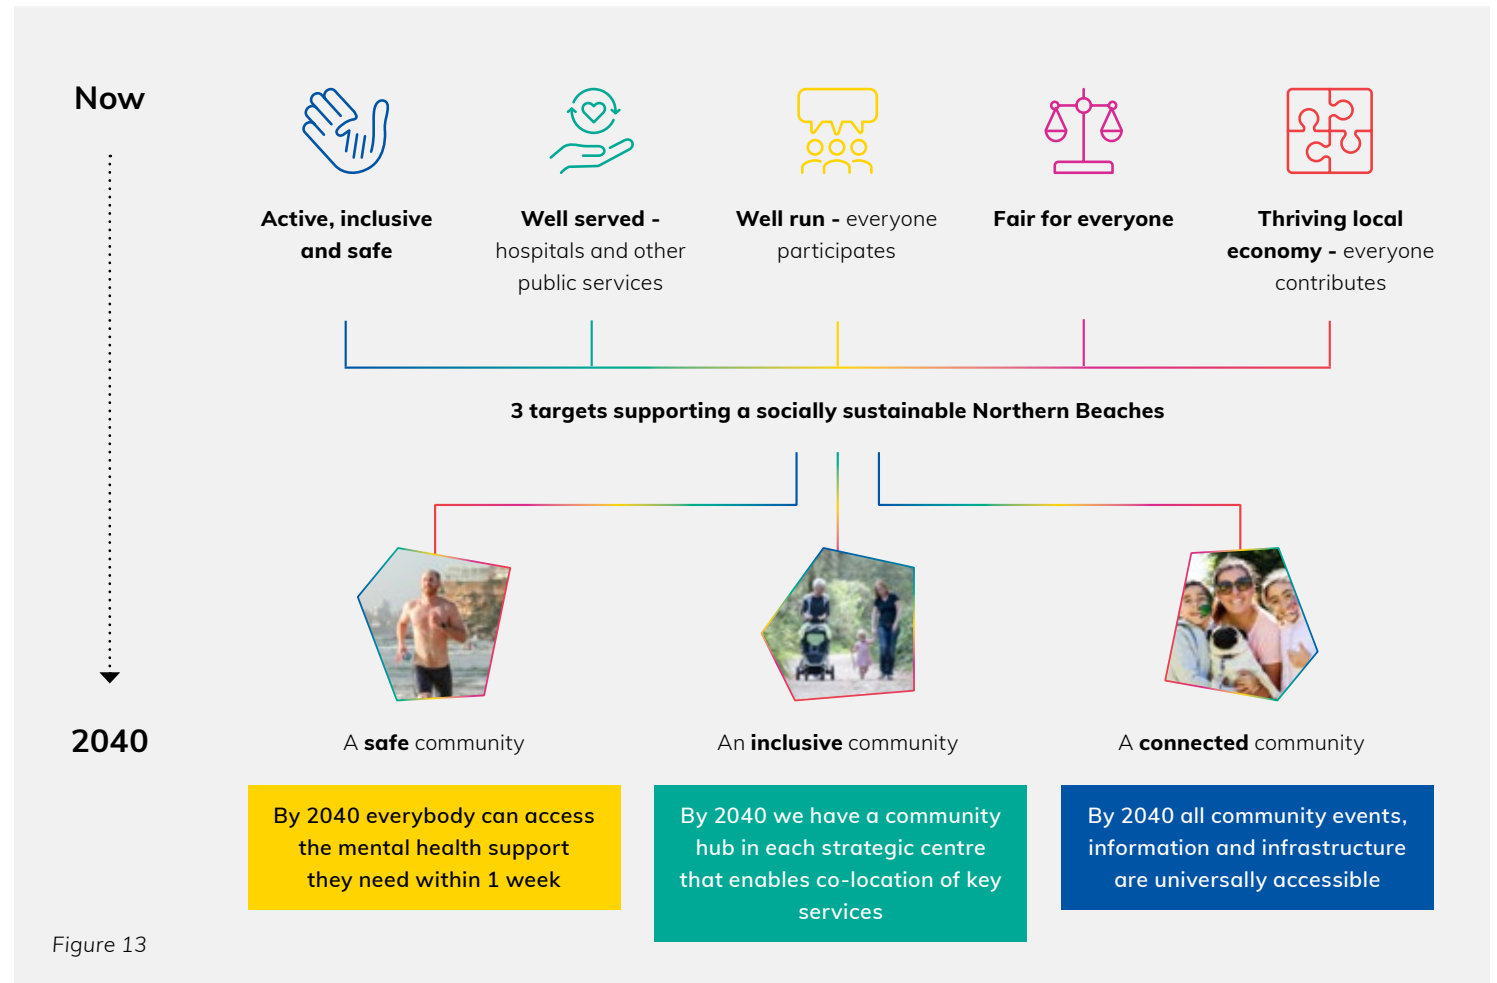 Now
Active, inclusive
and safe
Well served -
hospitals and other
public services
Well run - everyone
participates
Fair for everyone
Thriving local
economy - everyone
contributes
3 targets supporting a socially sustainable Northern Beaches
2040
A safe community
An inclusive community
A connected community
By 2040 everybody can access
the mental health support
they need within 1 week
By 2040 we have a community
hub in each strategic centre
that enables co-location of key
services
By 2040 all community events,
information and infrastructure
are universally accessible
Figure 13